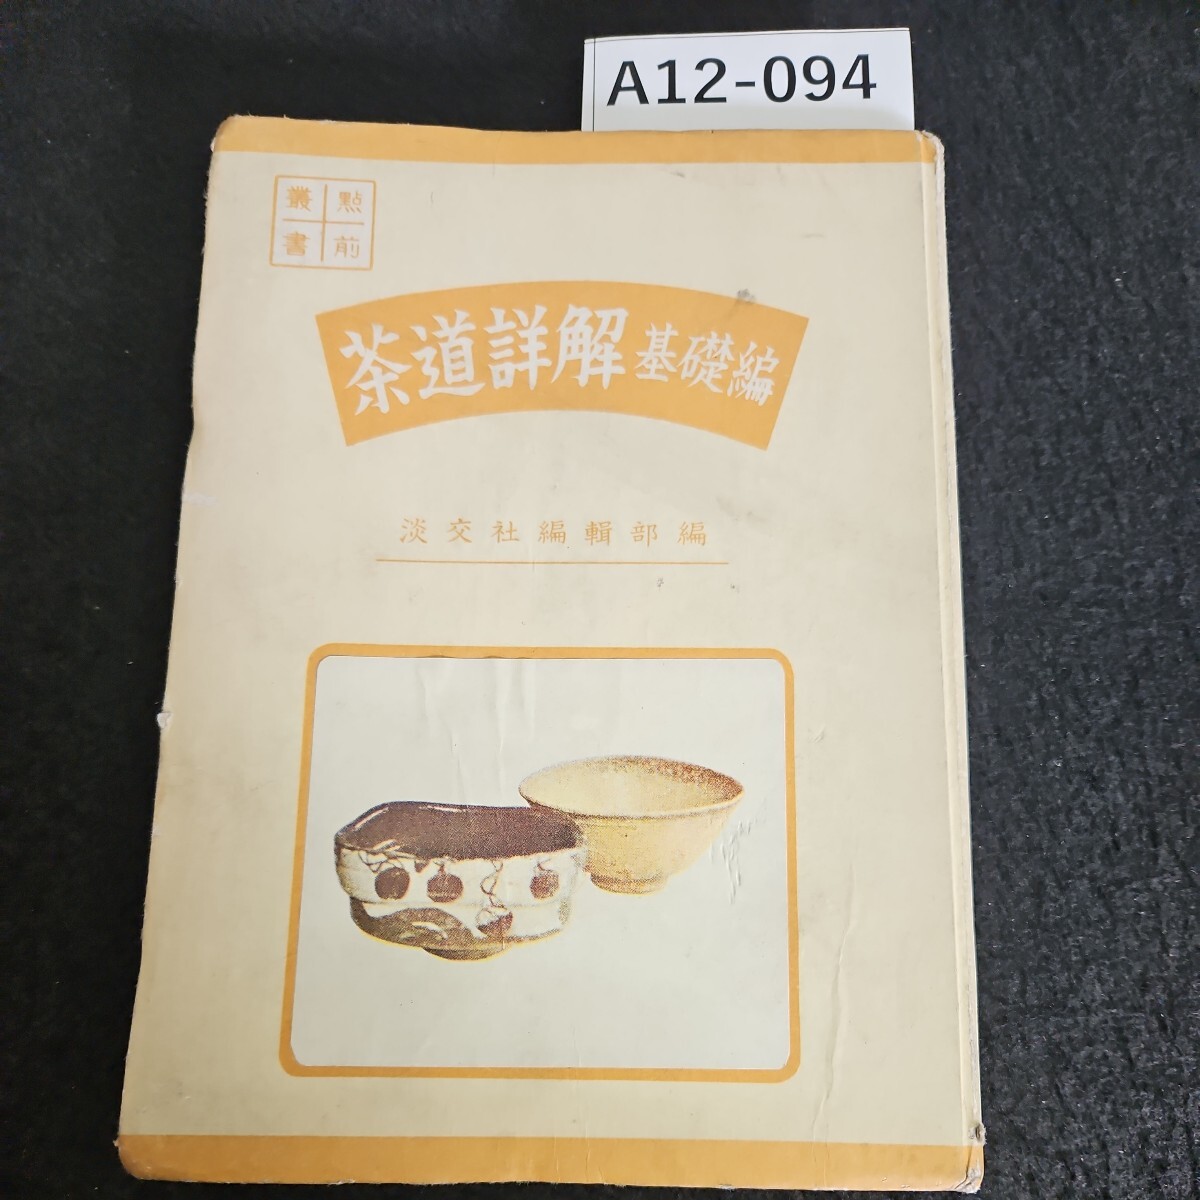 A12-094
點前
叢書
茶道詳解 基礎編
淡交社編輯部編